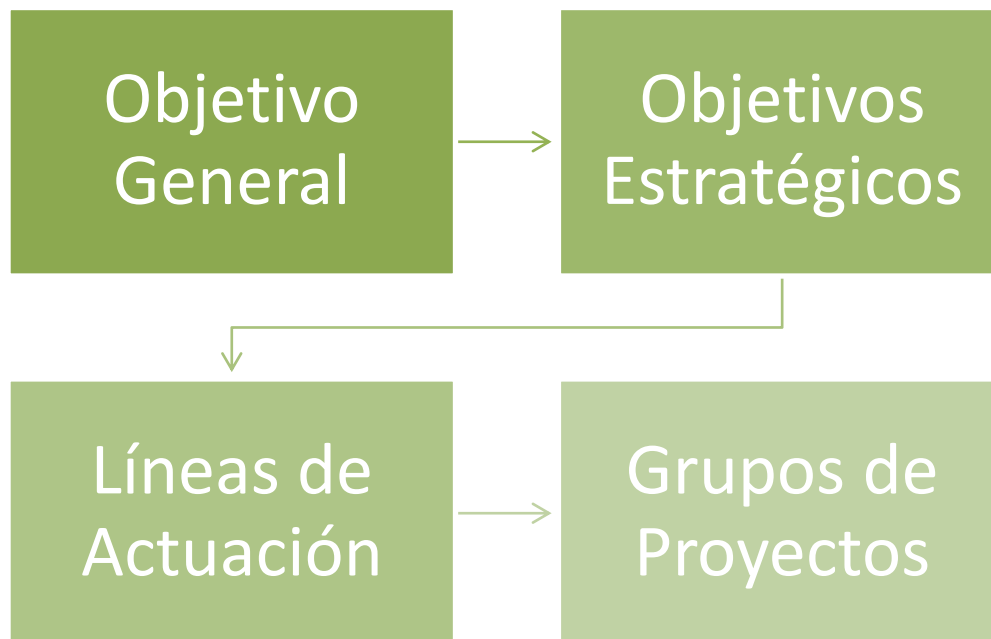 Objetivo
General
Objetivos
Estratégicos
Líneas de
Actuación
Grupos de
Proyectos